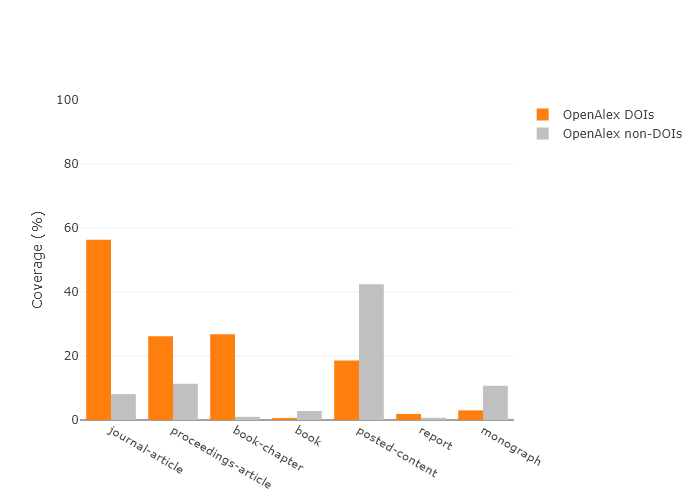 100
80
60
40
20
0
Coverage (%)
journal-article
proceedings-article
book-chapter
book
posted-content
report
monograph
OpenAlex DOIs
OpenAlex non-DOIs